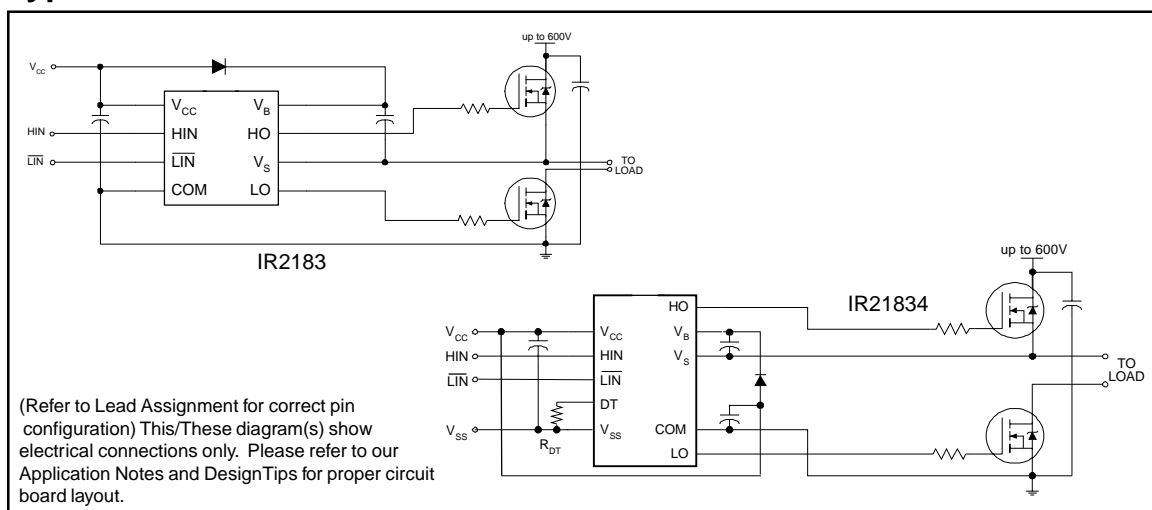 up to 600V
VCC
VCC
VB
HIN
HIN
HO
LIN
LIN
VS
TO
LOAD
COM
LO
IR2183
up to 600V
HO
IR21834
VCC
VCC
VB
HIN
HIN
VS
LIN
LIN
TO
LOAD
DT
VSS
VSS
COM
RDT
LO
(Refer to Lead Assignment for correct pin
configuration) This/These diagram(s) show
electrical connections only. Please refer to our
Application Notes and DesignTips for proper circuit
board layout.